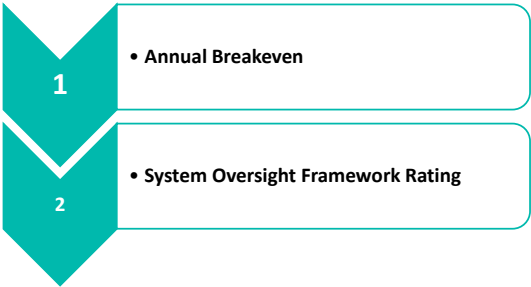 1
• Annual Breakeven
2
• System Oversight Framework Rating